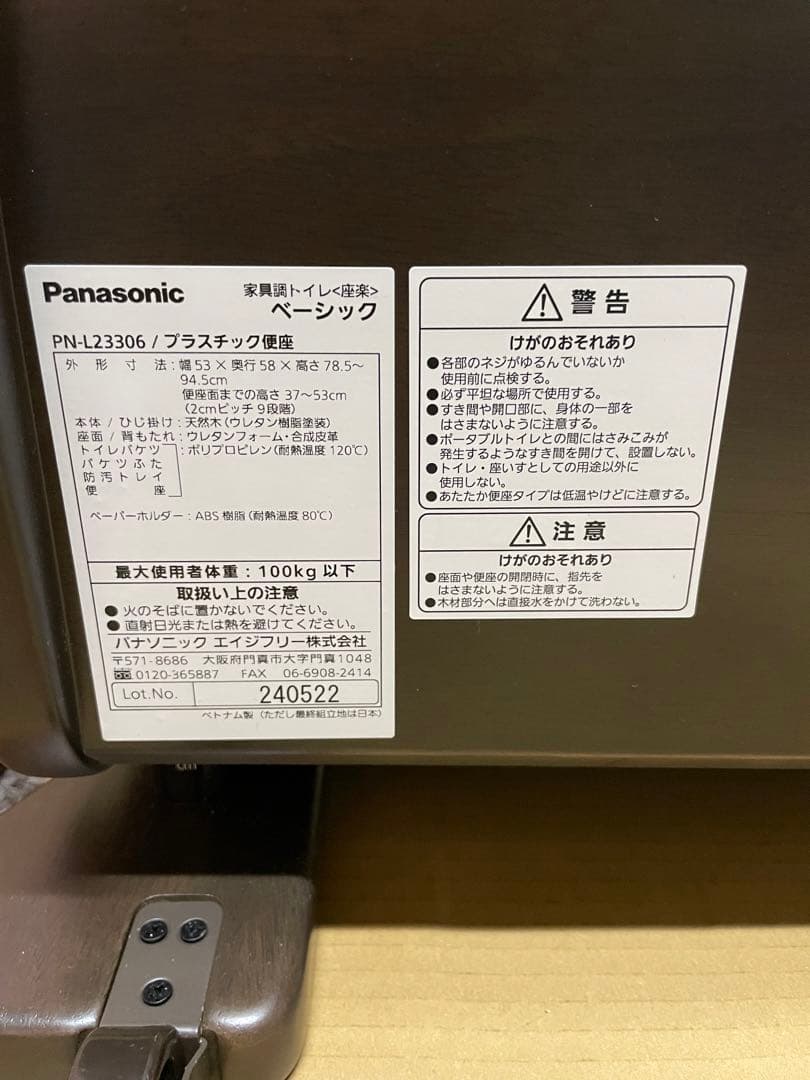 Panasonic
家具調トイレ<座楽>
ベーシック
PN-L23306 / プラスチック便座
外形寸法：幅53×奥行58×高さ78.5～
94.5cm
便座面までの高さ37～53cm
（2cmピッチ 9段階）
本体 / ひじ掛け：天然木（ウレタン樹脂塗装）
座面 / 背もたれ：ウレタンフォーム・合成皮革
トイレバケツ：ポリプロピレン（耐熱温度120℃）
バケツふた
防汚トレイ
便座
ペーパーホルダー：ABS樹脂（耐熱温度80℃）
最大使用者体重：100kg以下
取扱い上の注意
●火のそばに置かないでください。
●直射日光または熱を避けてください。
パナソニック エイジフリー株式会社
〒571-8686 大阪府門真市大字門真1048
0120-365887 FAX 06-6908-2414
Lot.No. 240522
ベトナム製（ただし最終組立地は日本）
警告
けがのおそれあり
●各部のネジがゆるんでいないか
使用前に点検する。
●必ず平坦な場所で使用する。
●すき間や開口部に、身体の一部を
はさまないように注意する。
●ポータブルトイレとの間にはさみこみが
発生するようなすき間を開けて、設置しない。
●トイレ・座いすとしての用途以外に
使用しない。
●あたたか便座タイプは低温やけどに注意する。
注意
けがのおそれあり
●座面や便座の開閉時に、指先を
はさまないように注意する。
●木材部分へは直接水をかけて洗わない。
cm